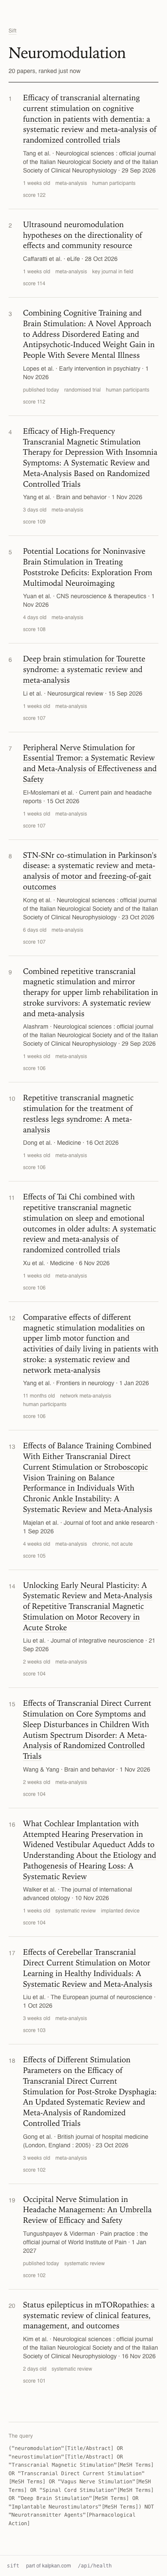 Sift
Neuromodulation
20 papers, ranked just now
1
Efficacy of transcranial alternating
current stimulation on cognitive
function in patients with dementia: a
systematic review and meta-analysis of
randomized controlled trials
Tang et al. · Neurological sciences : official journal
of the Italian Neurological Society and of the Italian
Society of Clinical Neurophysiology · 29 Sep 2026
1 weeks old meta-analysis human participants
score 122
2
Ultrasound neuromodulation
hypotheses on the directionality of
effects and community resource
Caffaratti et al. · eLife · 28 Oct 2026
1 weeks old meta-analysis key journal in field
score 114
3
Combining Cognitive Training and
Brain Stimulation: A Novel Approach
to Address Disordered Eating and
Antipsychotic-Induced Weight Gain in
People With Severe Mental Illness
Lopes et al. · Early intervention in psychiatry · 1
Nov 2026
published today randomised trial human participants
score 112
4
Efficacy of High-Frequency
Transcranial Magnetic Stimulation
Therapy for Depression With Insomnia
Symptoms: A Systematic Review and
Meta-Analysis Based on Randomized
Controlled Trials
Yang et al. · Brain and behavior · 1 Nov 2026
3 days old meta-analysis
score 109
5
Potential Locations for Noninvasive
Brain Stimulation in Treating
Poststroke Deficits: Exploration From
Multimodal Neuroimaging
Yuan et al. · CNS neuroscience & therapeutics · 1
Nov 2026
4 days old meta-analysis
score 108
6
Deep brain stimulation for Tourette
syndrome: a systematic review and
meta-analysis
Li et al. · Neurosurgical review · 15 Sep 2026
1 weeks old meta-analysis
score 107
7
Peripheral Nerve Stimulation for
Essential Tremor: a Systematic Review
and Meta-Analysis of Effectiveness and
Safety
El-Moslemani et al. · Current pain and headache
reports · 15 Oct 2026
1 weeks old meta-analysis
score 107
8
STN-SNr co-stimulation in Parkinson's
disease: a systematic review and meta-
analysis of motor and freezing-of-gait
outcomes
Kong et al. · Neurological sciences : official journal
of the Italian Neurological Society and of the Italian
Society of Clinical Neurophysiology · 23 Oct 2026
6 days old meta-analysis
score 107
9
Combined repetitive transcranial
magnetic stimulation and mirror
therapy for upper limb rehabilitation in
stroke survivors: A systematic review
and meta-analysis
Alashram · Neurological sciences : official journal
of the Italian Neurological Society and of the Italian
Society of Clinical Neurophysiology · 29 Sep 2026
1 weeks old meta-analysis
score 106
10
Repetitive transcranial magnetic
stimulation for the treatment of
restless legs syndrome: A meta-
analysis
Dong et al. · Medicine · 16 Oct 2026
1 weeks old meta-analysis
score 106
11
Effects of Tai Chi combined with
repetitive transcranial magnetic
stimulation on sleep and emotional
outcomes in older adults: A systematic
review and meta-analysis of
randomized controlled trials
Xu et al. · Medicine · 6 Nov 2026
1 weeks old meta-analysis
score 106
12
Comparative effects of different
magnetic stimulation modalities on
upper limb motor function and
activities of daily living in patients with
stroke: a systematic review and
network meta-analysis
Yang et al. · Frontiers in neurology · 1 Jan 2026
11 months old network meta-analysis
human participants
score 106
13
Effects of Balance Training Combined
With Either Transcranial Direct
Current Stimulation or Stroboscopic
Vision Training on Balance
Performance in Individuals With
Chronic Ankle Instability: A
Systematic Review and Meta-Analysis
Majelan et al. · Journal of foot and ankle research ·
1 Sep 2026
4 weeks old meta-analysis chronic, not acute
score 105
14
Unlocking Early Neural Plasticity: A
Systematic Review and Meta-Analysis
of Repetitive Transcranial Magnetic
Stimulation on Motor Recovery in
Acute Stroke
Liu et al. · Journal of integrative neuroscience · 21
Sep 2026
2 weeks old meta-analysis
score 104
15
Effects of Transcranial Direct Current
Stimulation on Core Symptoms and
Sleep Disturbances in Children With
Autism Spectrum Disorder: A Meta-
Analysis of Randomized Controlled
Trials
Wang & Yang · Brain and behavior · 1 Nov 2026
2 weeks old meta-analysis
score 104
16
What Cochlear Implantation with
Attempted Hearing Preservation in
Widened Vestibular Aqueduct Adds to
Understanding About the Etiology and
Pathogenesis of Hearing Loss: A
Systematic Review
Walker et al. · The journal of international
advanced otology · 10 Nov 2026
1 weeks old systematic review implanted device
score 104
17
Effects of Cerebellar Transcranial
Direct Current Stimulation on Motor
Learning in Healthy Individuals: A
Systematic Review and Meta-Analysis
Liu et al. · The European journal of neuroscience ·
1 Oct 2026
3 weeks old meta-analysis
score 103
18
Effects of Different Stimulation
Parameters on the Efficacy of
Transcranial Direct Current
Stimulation for Post-Stroke Dysphagia:
An Updated Systematic Review and
Meta-Analysis of Randomized
Controlled Trials
Gong et al. · British journal of hospital medicine
(London, England : 2005) · 23 Oct 2026
3 weeks old meta-analysis
score 102
19
Occipital Nerve Stimulation in
Headache Management: An Umbrella
Review of Efficacy and Safety
Tungushpayev & Viderman · Pain practice : the
official journal of World Institute of Pain · 1 Jan
2027
published today systematic review
score 102
20
Status epilepticus in mTORopathies: a
systematic review of clinical features,
management, and outcomes
Kim et al. · Neurological sciences : official journal
of the Italian Neurological Society and of the Italian
Society of Clinical Neurophysiology · 16 Nov 2026
2 days old systematic review
score 101
The query
("neuromodulation"[Title/Abstract] OR
"neurostimulation"[Title/Abstract] OR
"Transcranial Magnetic Stimulation"[MeSH Terms]
OR "Transcranial Direct Current Stimulation"
[MeSH Terms] OR "Vagus Nerve Stimulation"[MeSH
Terms] OR "Spinal Cord Stimulation"[MeSH Terms]
OR "Deep Brain Stimulation"[MeSH Terms] OR
"Implantable Neurostimulators"[MeSH Terms]) NOT
"Neurotransmitter Agents"[Pharmacological
Action]
sift part of kaipkan.com /api/health